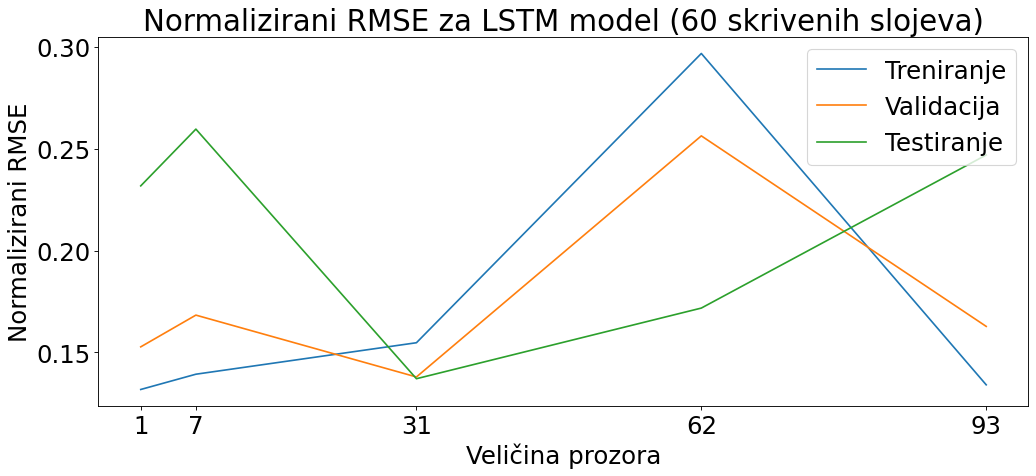 Normalizirani RMSE za LSTM model (60 skrivenih slojeva)
Normalizirani RMSE
0.30
0.25
0.20
0.15
Treniranje
Validacija
Testiranje
1 7 31 62 93
Veličina prozora